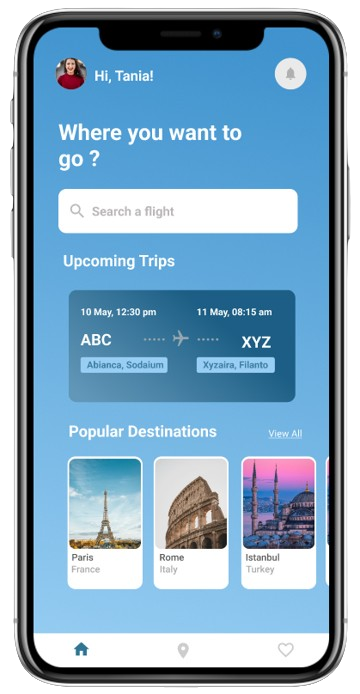 Hi, Tania!
Where you want to
go ?
Search a flight
Upcoming Trips
10 May, 12:30 pm
11 May, 08:15 am
ABC
XYZ
Abianca, Sodaium
Xyzaira, Filanto
Popular Destinations
View All
Paris
France
Rome
Italy
Istanbul
Turkey